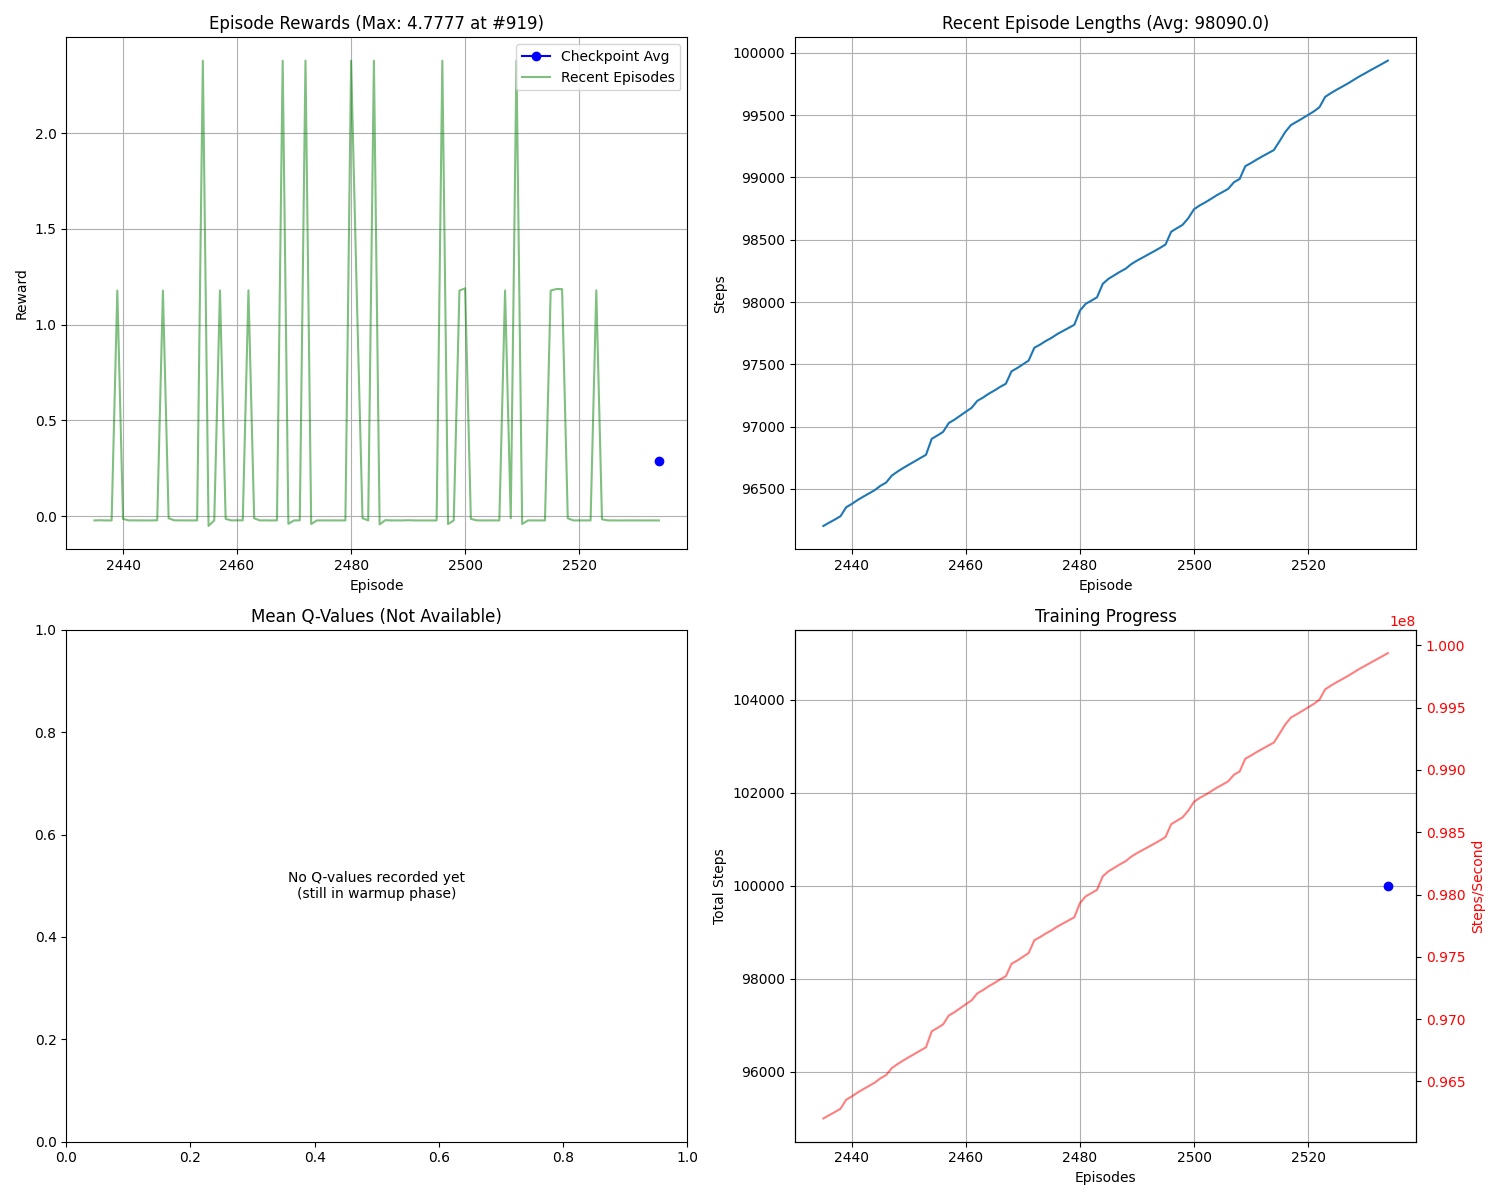 Episode Rewards (Max: 4.7777 at #919)
Checkpoint Avg
Recent Episodes
2.0
1.5
1.0
0.5
0.0
Reward
2440 2460 2480 2500 2520
Episode
Recent Episode Lengths (Avg: 98090.0)
100000
99500
99000
98500
98000
97500
97000
96500
Steps
2440 2460 2480 2500 2520
Episode
Mean Q-Values (Not Available)
1.0
0.8
0.6
0.4
0.2
0.0
No Q-values recorded yet
(still in warmup phase)
0.0 0.2 0.4 0.6 0.8 1.0
Training Progress
1e8
104000
102000
100000
98000
96000
Total Steps
1.000
0.995
0.990
0.985
0.980
0.975
0.970
0.965
Steps/Second
2440 2460 2480 2500 2520
Episodes